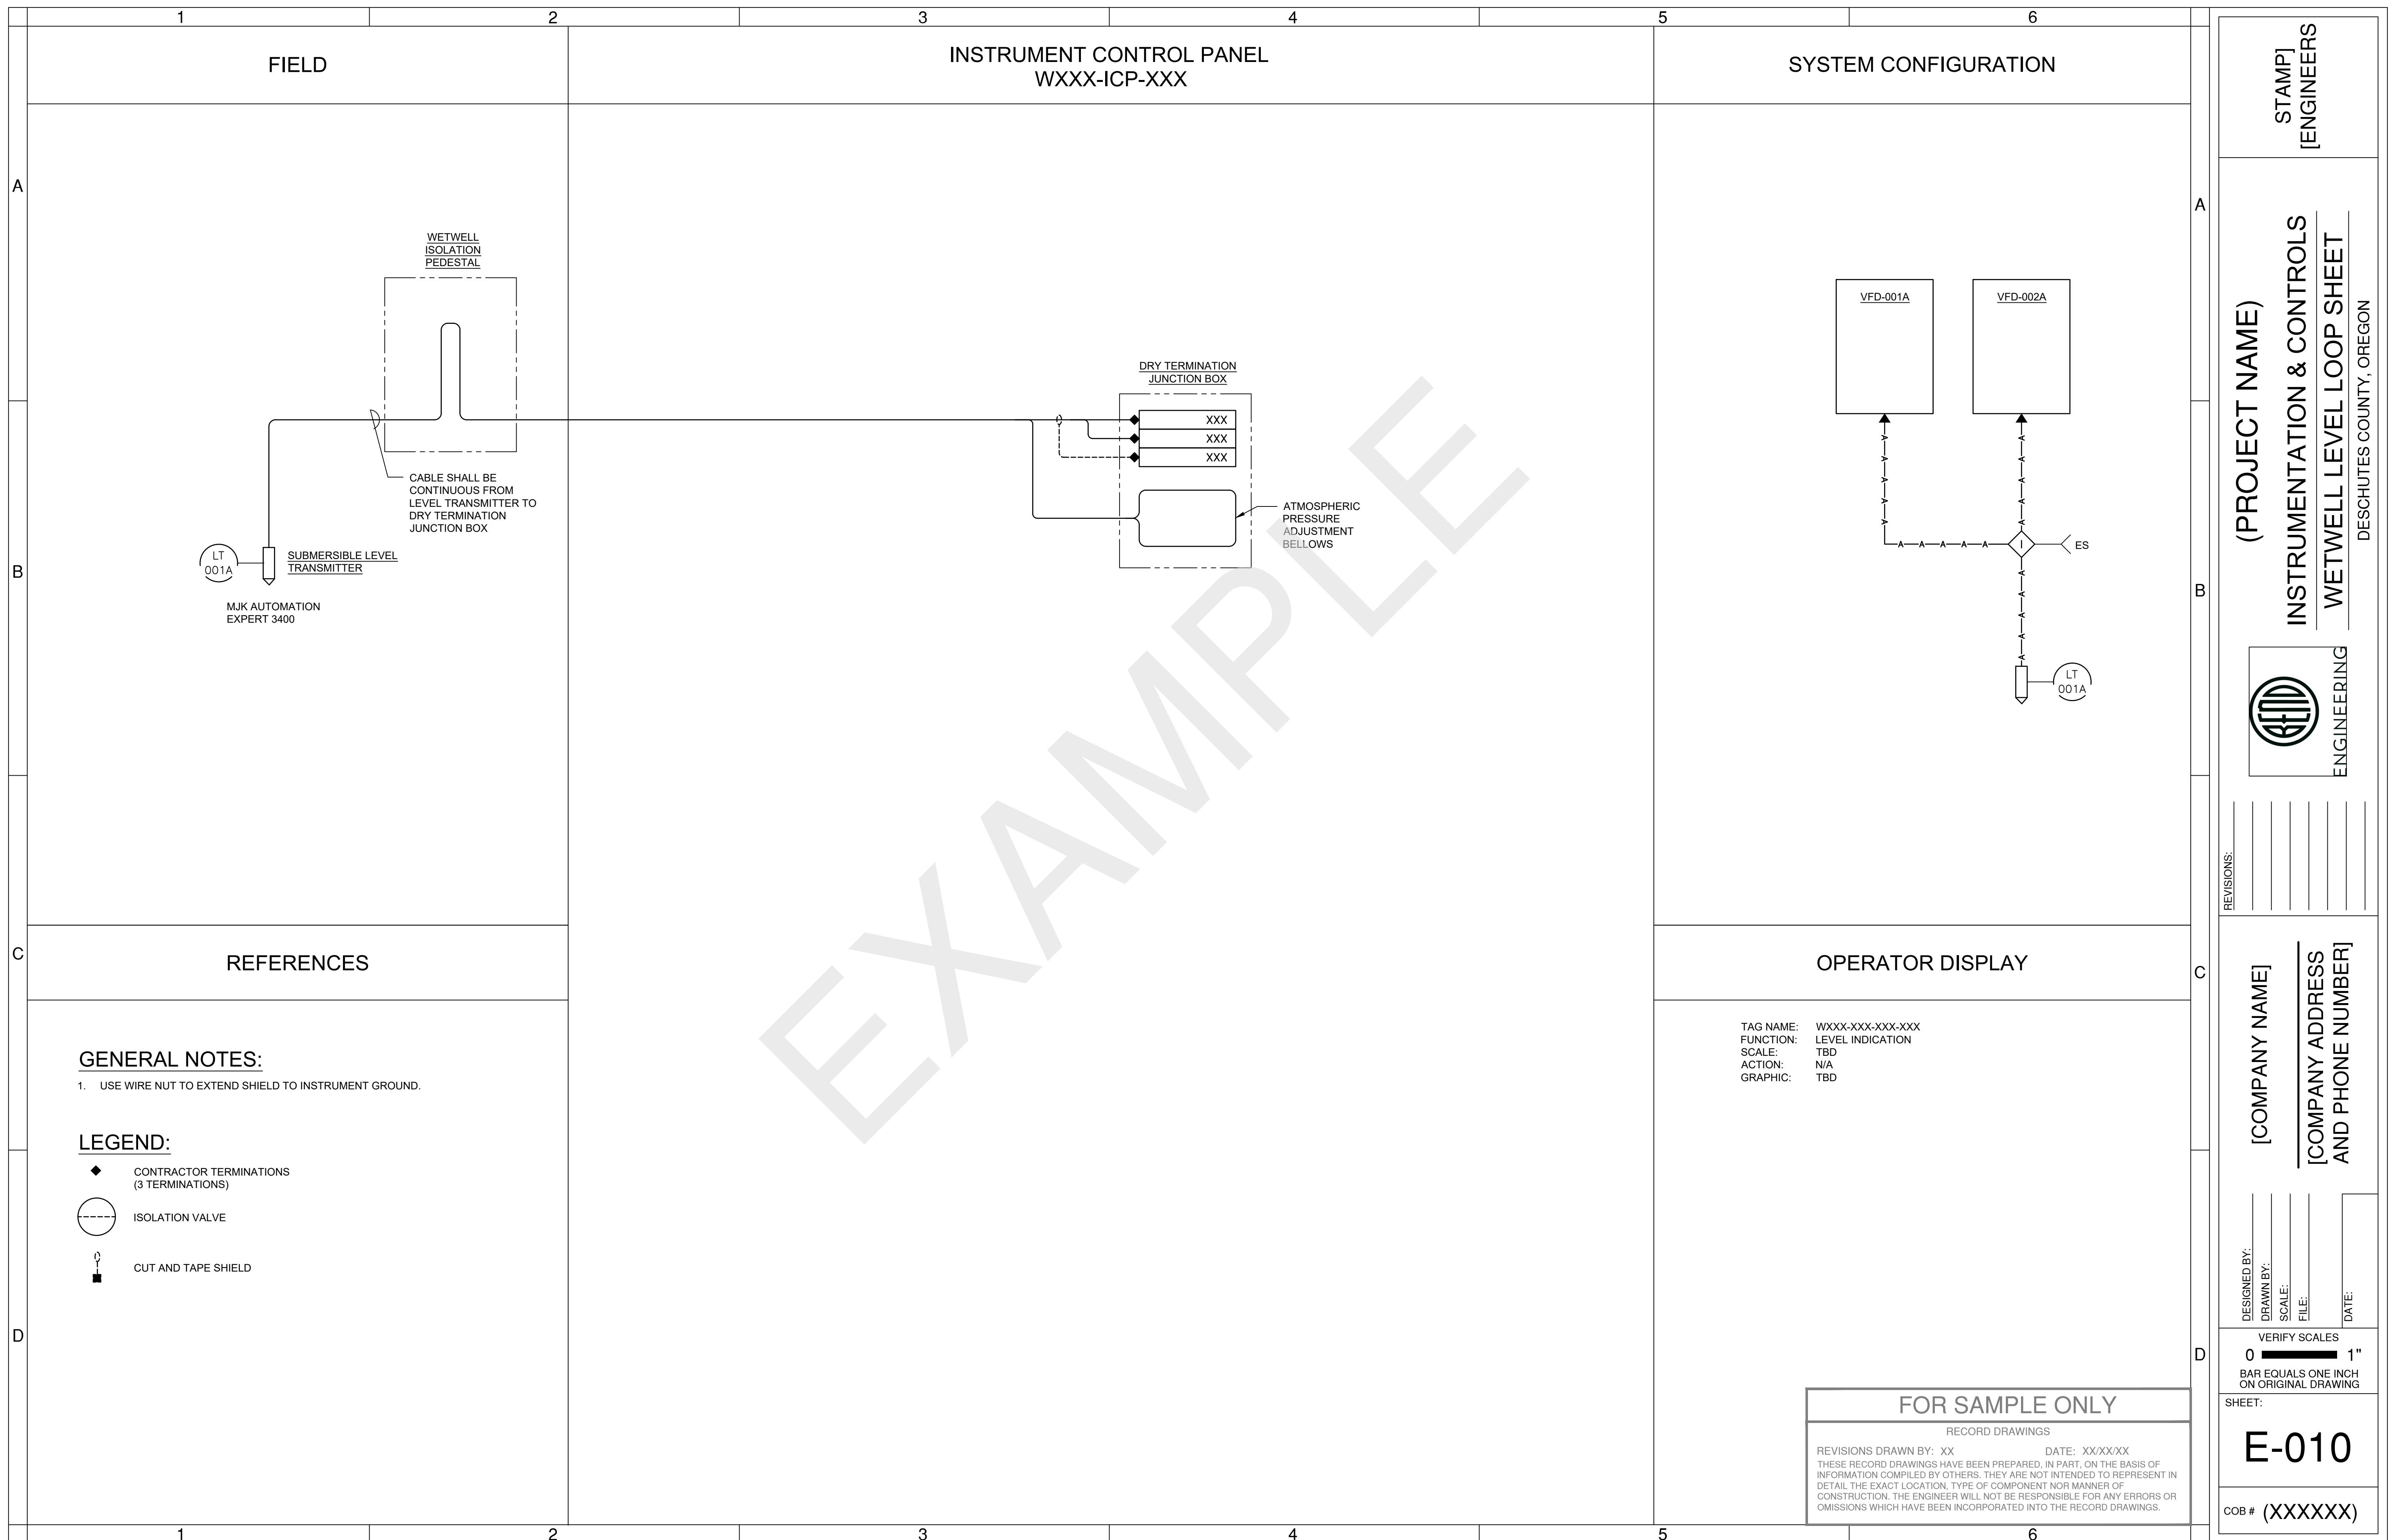 1 2 3 4 5 6
FIELD
INSTRUMENT CONTROL PANEL
WXXX-ICP-XXX
SYSTEM CONFIGURATION
A
B
C
D
WETWELL
ISOLATION
PEDESTAL
CABLE SHALL BE
CONTINUOUS FROM
LEVEL TRANSMITTER TO
DRY TERMINATION
JUNCTION BOX
LT
001A
SUBMERSIBLE LEVEL
TRANSMITTER
MJK AUTOMATION
EXPERT 3400
DRY TERMINATION
JUNCTION BOX
XXX
XXX
XXX
ATMOSPHERIC
PRESSURE
ADJUSTMENT
BELLOWS
EXAMPLE
VFD-001A
VFD-002A
A A A A A
A A A A A
A A A A A
I
ES
A A A A A
LT
001A
REFERENCES
GENERAL NOTES:
1. USE WIRE NUT TO EXTEND SHIELD TO INSTRUMENT GROUND.
LEGEND:
CONTRACTOR TERMINATIONS
(3 TERMINATIONS)
ISOLATION VALVE
CUT AND TAPE SHIELD
OPERATOR DISPLAY
TAG NAME: WXXX-XXX-XXX-XXX
FUNCTION: LEVEL INDICATION
SCALE: TBD
ACTION: N/A
GRAPHIC: TBD
FOR SAMPLE ONLY
RECORD DRAWINGS
REVISIONS DRAWN BY: XX DATE: XX/XX/XX
THESE RECORD DRAWINGS HAVE BEEN PREPARED, IN PART, ON THE BASIS OF
INFORMATION COMPILED BY OTHERS. THEY ARE NOT INTENDED TO REPRESENT IN
DETAIL THE EXACT LOCATION, TYPE OF COMPONENT NOR MANNER OF
CONSTRUCTION. THE ENGINEER WILL NOT BE RESPONSIBLE FOR ANY ERRORS OR
OMISSIONS WHICH HAVE BEEN INCORPORATED INTO THE RECORD DRAWINGS.
A
B
C
D
1 2 3 4 5 6
STAMP]
[ENGINEERS
(PROJECT NAME)
INSTRUMENTATION & CONTROLS
WETWELL LEVEL LOOP SHEET
DESCHUTES COUNTY, OREGON
ENGINEERING
REVISIONS:
[COMPANY NAME]
[COMPANY ADDRESS
AND PHONE NUMBER]
DESIGNED BY:
DRAWN BY:
SCALE:
FILE:
DATE:
VERIFY SCALES
0 1"
BAR EQUALS ONE INCH
ON ORIGINAL DRAWING
SHEET:
E-010
COB # (XXXXXX)